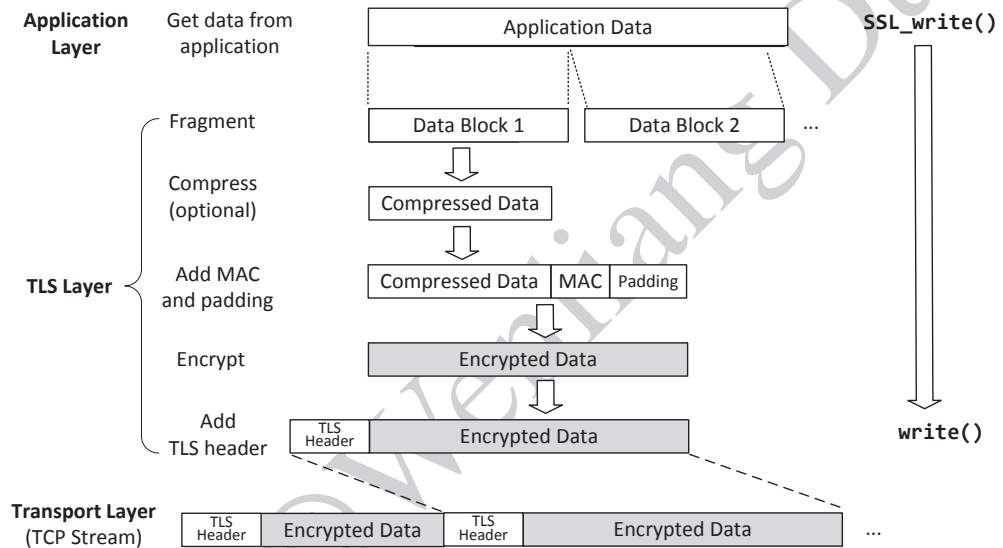 Application Layer
Get data from application
Application Data
SSL_write()
Fragment
Data Block 1
Data Block 2
...
Compress (optional)
Compressed Data
TLS Layer
Add MAC and padding
Compressed Data
MAC
Padding
Encrypt
Encrypted Data
Add TLS header
TLS Header
Encrypted Data
write()
Transport Layer (TCP Stream)
TLS Header
Encrypted Data
TLS Header
Encrypted Data
...